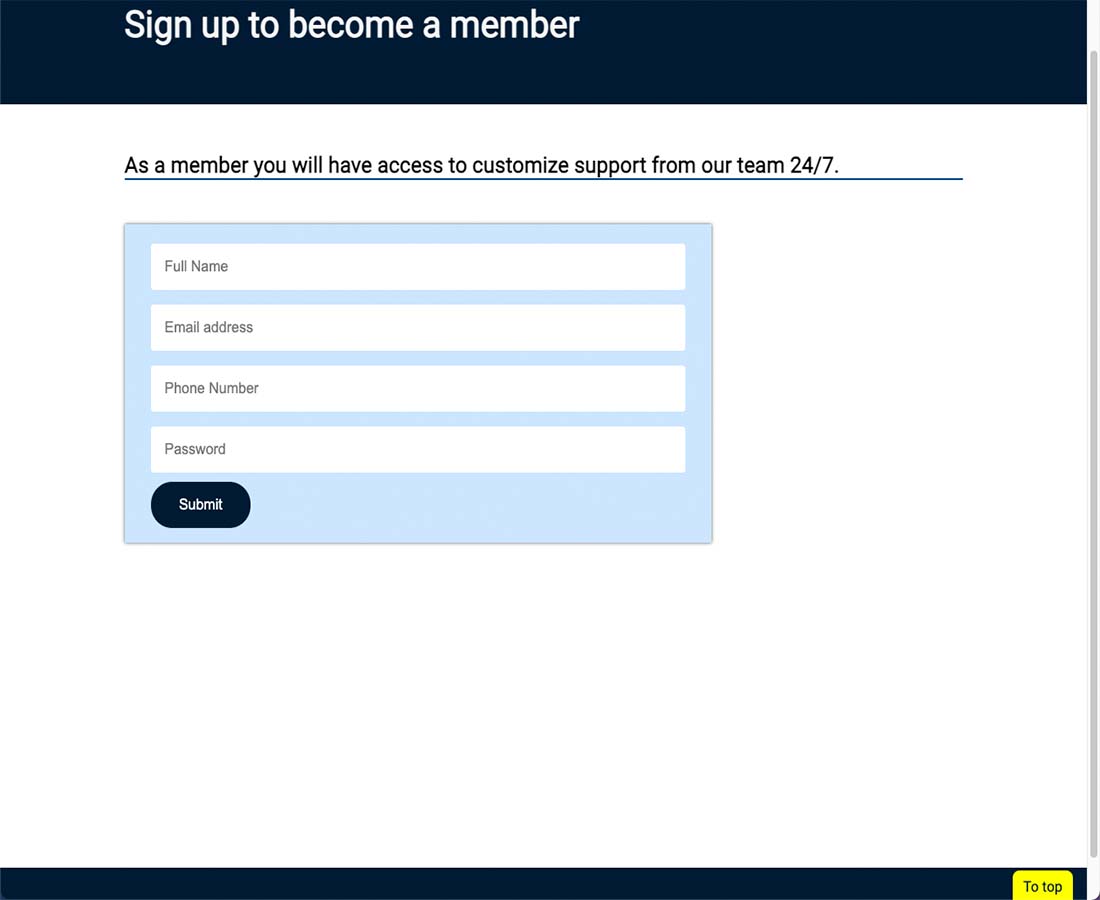 Sign up to become a member
As a member you will have access to customize support from our team 24/7.
Full Name
Email address
Phone Number
Password
Submit
To top